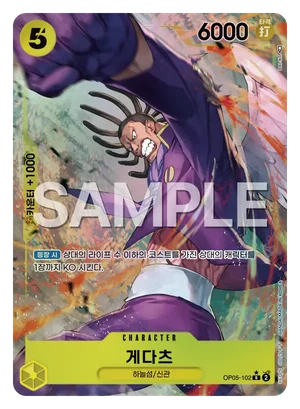 5
6000
타격
打
카운터 +1000
SAMPLE
등장 시 상대의 라이프 수 이하의 코스트를 가진 상대의 캐릭터를
1장까지 KO 시킨다.
CHARACTER
게다츠
하늘섬/신관
OP05-102 R
2